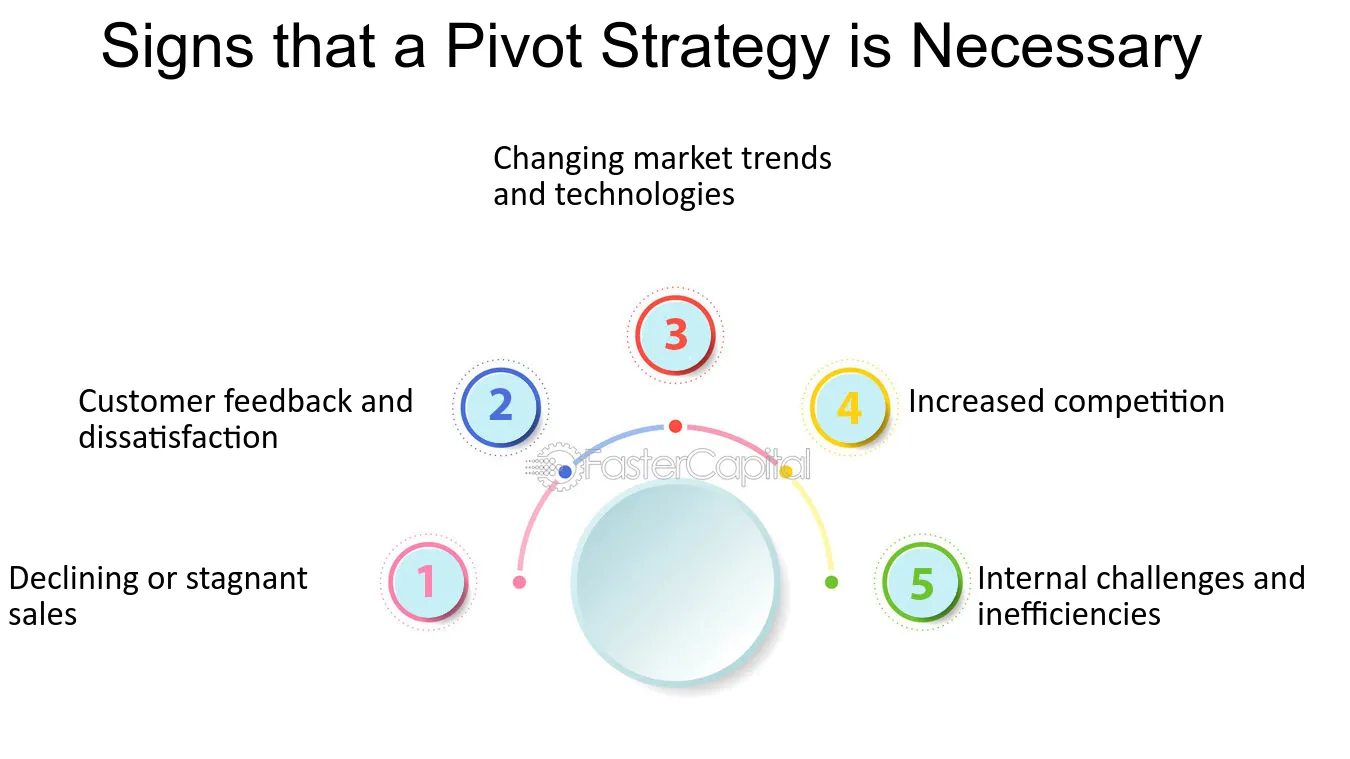 Signs that a Pivot Strategy is Necessary
Changing market trends
and technologies
3
Customer feedback and
dissatisfaction
2
4
Increased competition
FasterCapital
Declining or stagnant
sales
1
5
Internal challenges and
inefficiencies